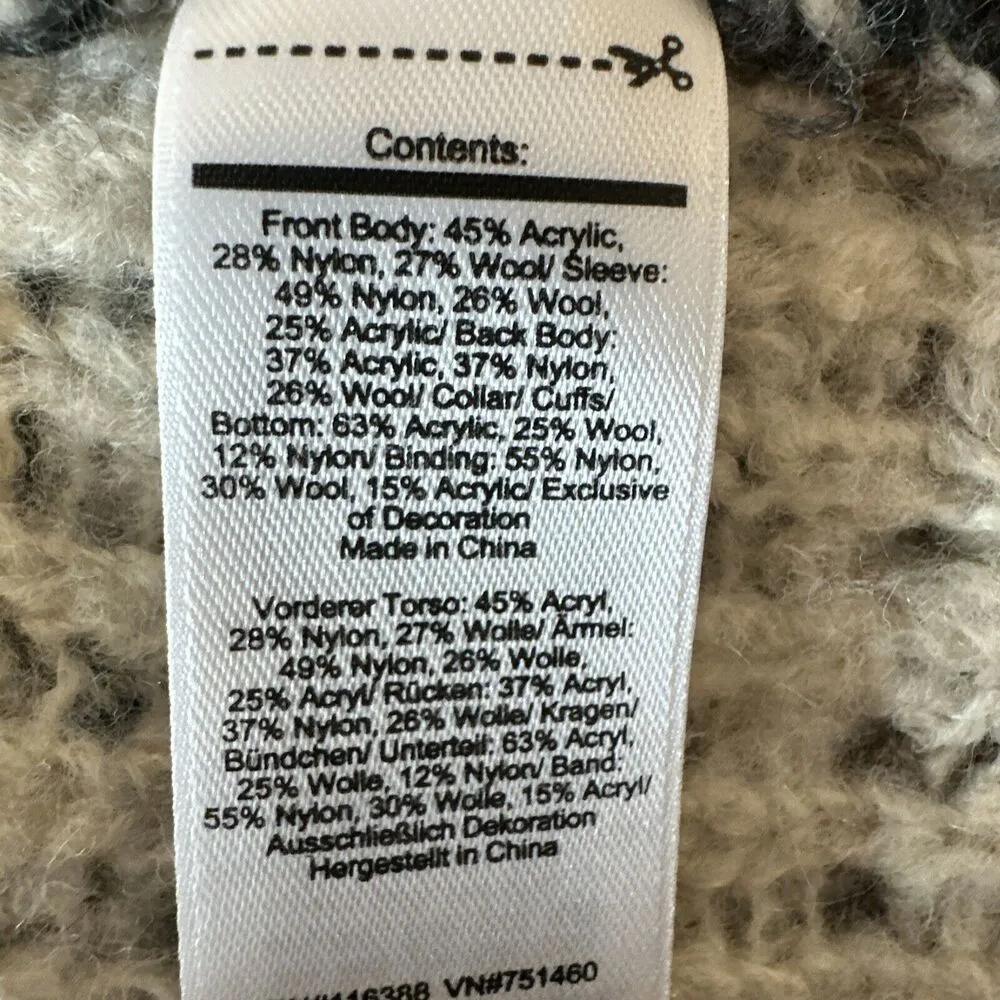 Contents:
Front Body: 45% Acrylic,
28% Nylon, 27% Wool/ Sleeve:
49% Nylon, 26% Wool,
25% Acrylic/ Back Body:
37% Acrylic, 37% Nylon,
26% Wool/ Collar/ Cuffs/
Bottom: 63% Acrylic, 25% Wool,
12% Nylon/ Binding: 55% Nylon,
30% Wool, 15% Acrylic/ Exclusive
of Decoration
Made in China
Vorderer Torso: 45% Acryl,
28% Nylon, 27% Wolle/ Ärmel:
49% Nylon, 26% Wolle,
25% Acryl/ Rücken: 37% Acryl,
37% Nylon, 26% Wolle/ Kragen/
Bündchen/ Unterteil: 63% Acryl,
25% Wolle, 12% Nylon/ Band:
55% Nylon, 30% Wolle, 15% Acryl/
Ausschließlich Dekoration
Hergestellt in China
VN#751460